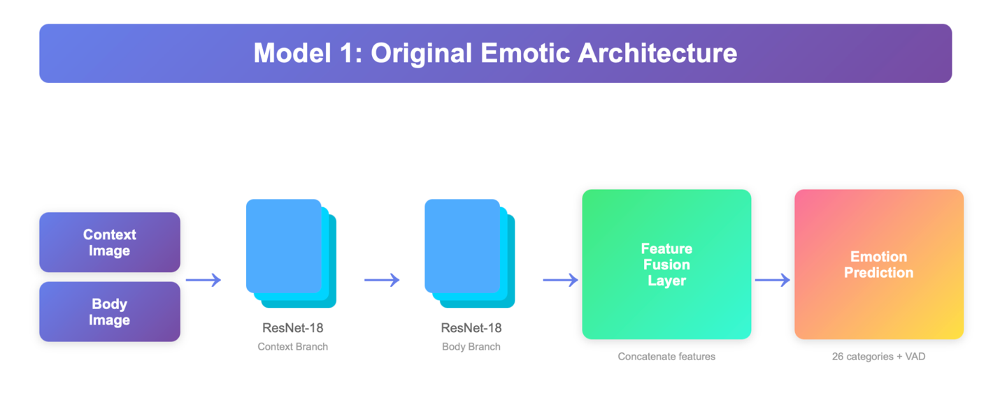 Model 1: Original Emotic Architecture
Context
Image
Body
Image
ResNet-18
Context Branch
ResNet-18
Body Branch
Feature
Fusion
Layer
Concatenate features
Emotion
Prediction
26 categories + VAD